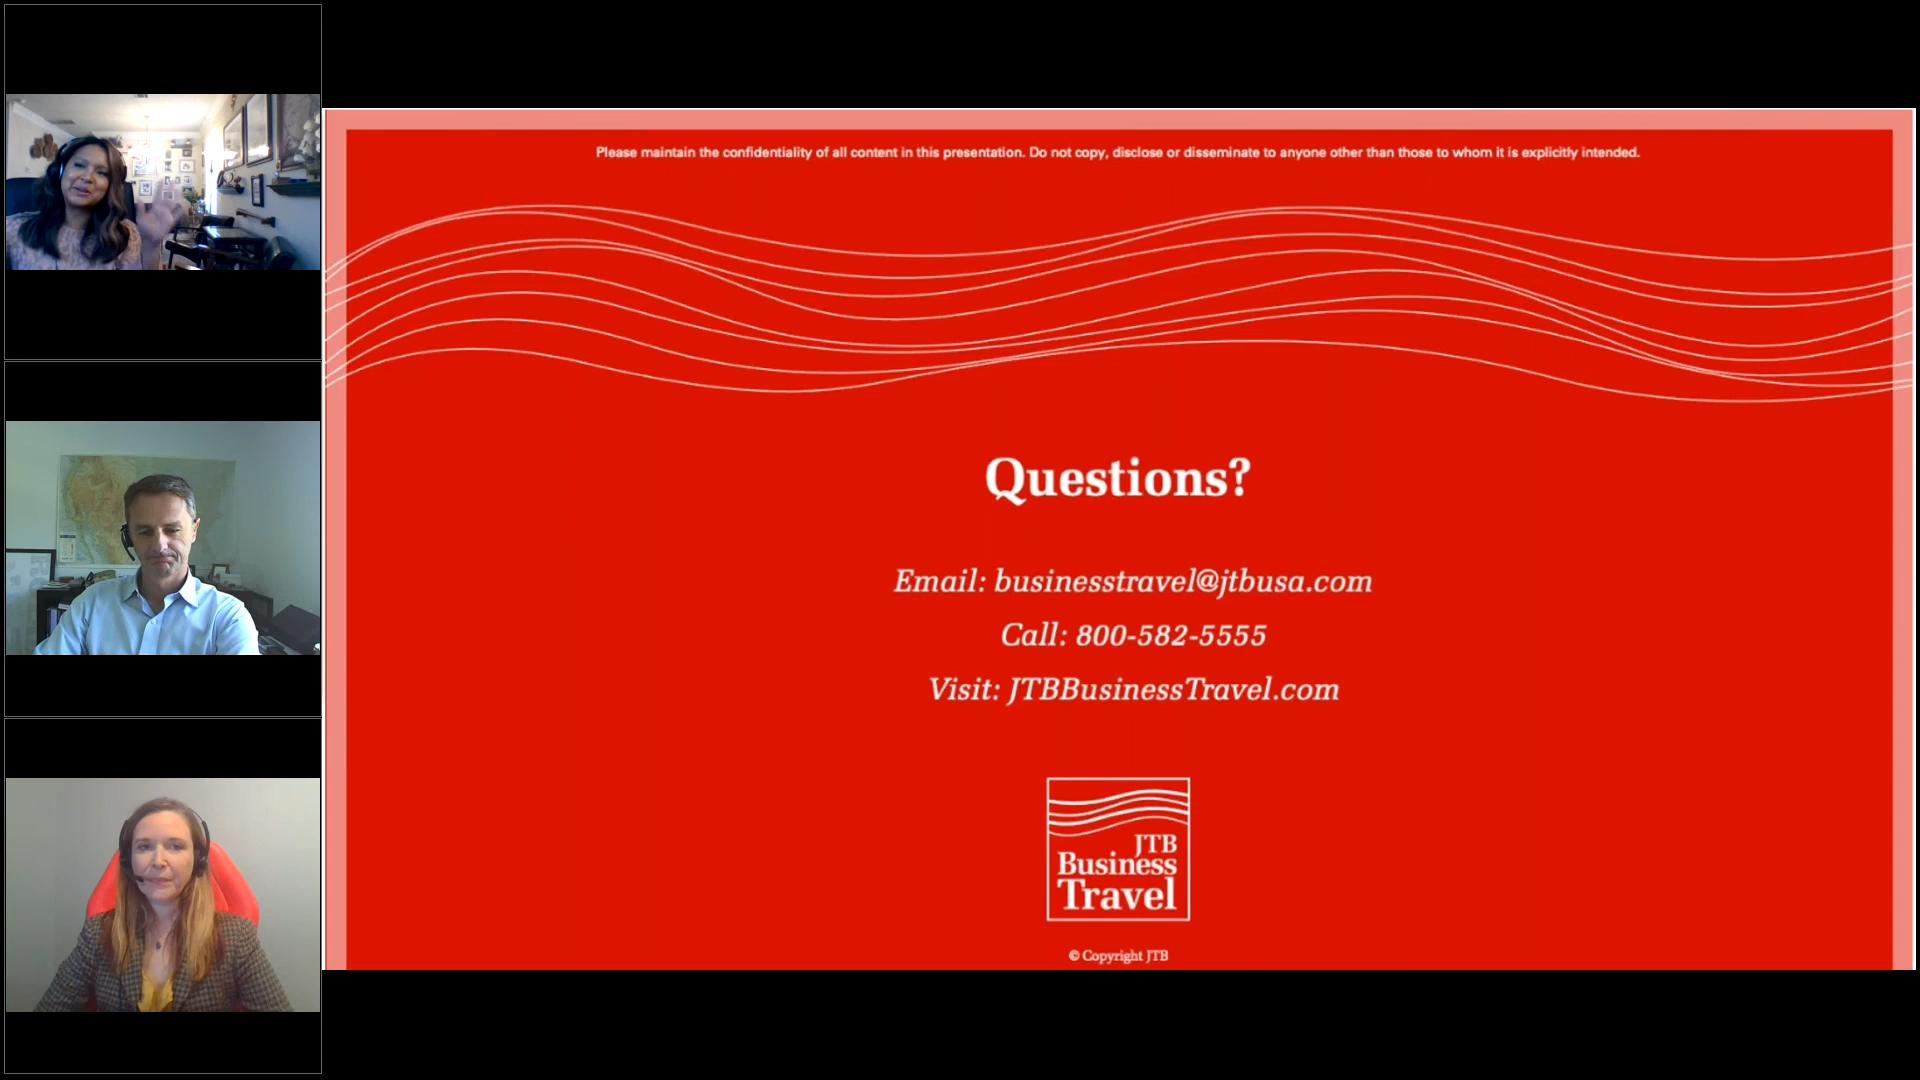 Please maintain the confidentiality of all content in this presentation. Do not copy, disclose or disseminate to anyone other than those to whom it is explicitly intended.
Questions?
Email: businesstravel@jtbusa.com
Call: 800-582-5555
Visit: JTBBusinessTravel.com
JTB
Business
Travel
© Copyright JTB